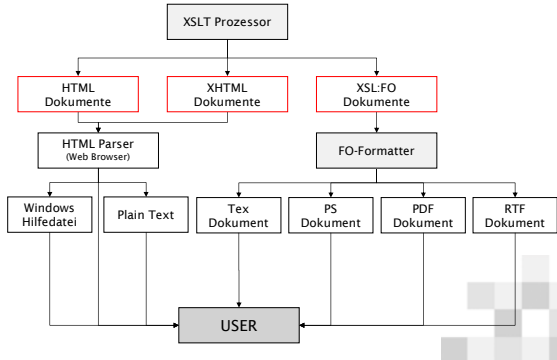 XSLT Prozessor
HTML
Dokumente
XHTML
Dokumente
XSL:FO
Dokumente
HTML Parser
(Web Browser)
FO-Formatter
Windows
Hilfedatei
Plain Text
Tex
Dokument
PS
Dokument
PDF
Dokument
RTF
Dokument
USER